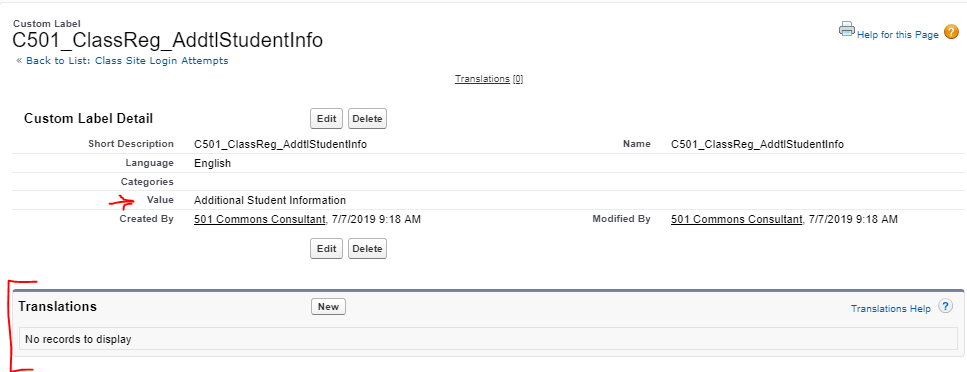 Custom Label
C501_ClassReg_AddtlStudentInfo
Help for this Page ?
« Back to List: Class Site Login Attempts
Translations [0]
Custom Label Detail Edit Delete
Short Description C501_ClassReg_AddtlStudentInfo Name C501_ClassReg_AddtlStudentInfo
Language English
Categories
Value Additional Student Information
Created By 501 Commons Consultant, 7/7/2019 9:18 AM Modified By 501 Commons Consultant, 7/7/2019 9:18 AM
Edit Delete
Translations New Translations Help ?
No records to display